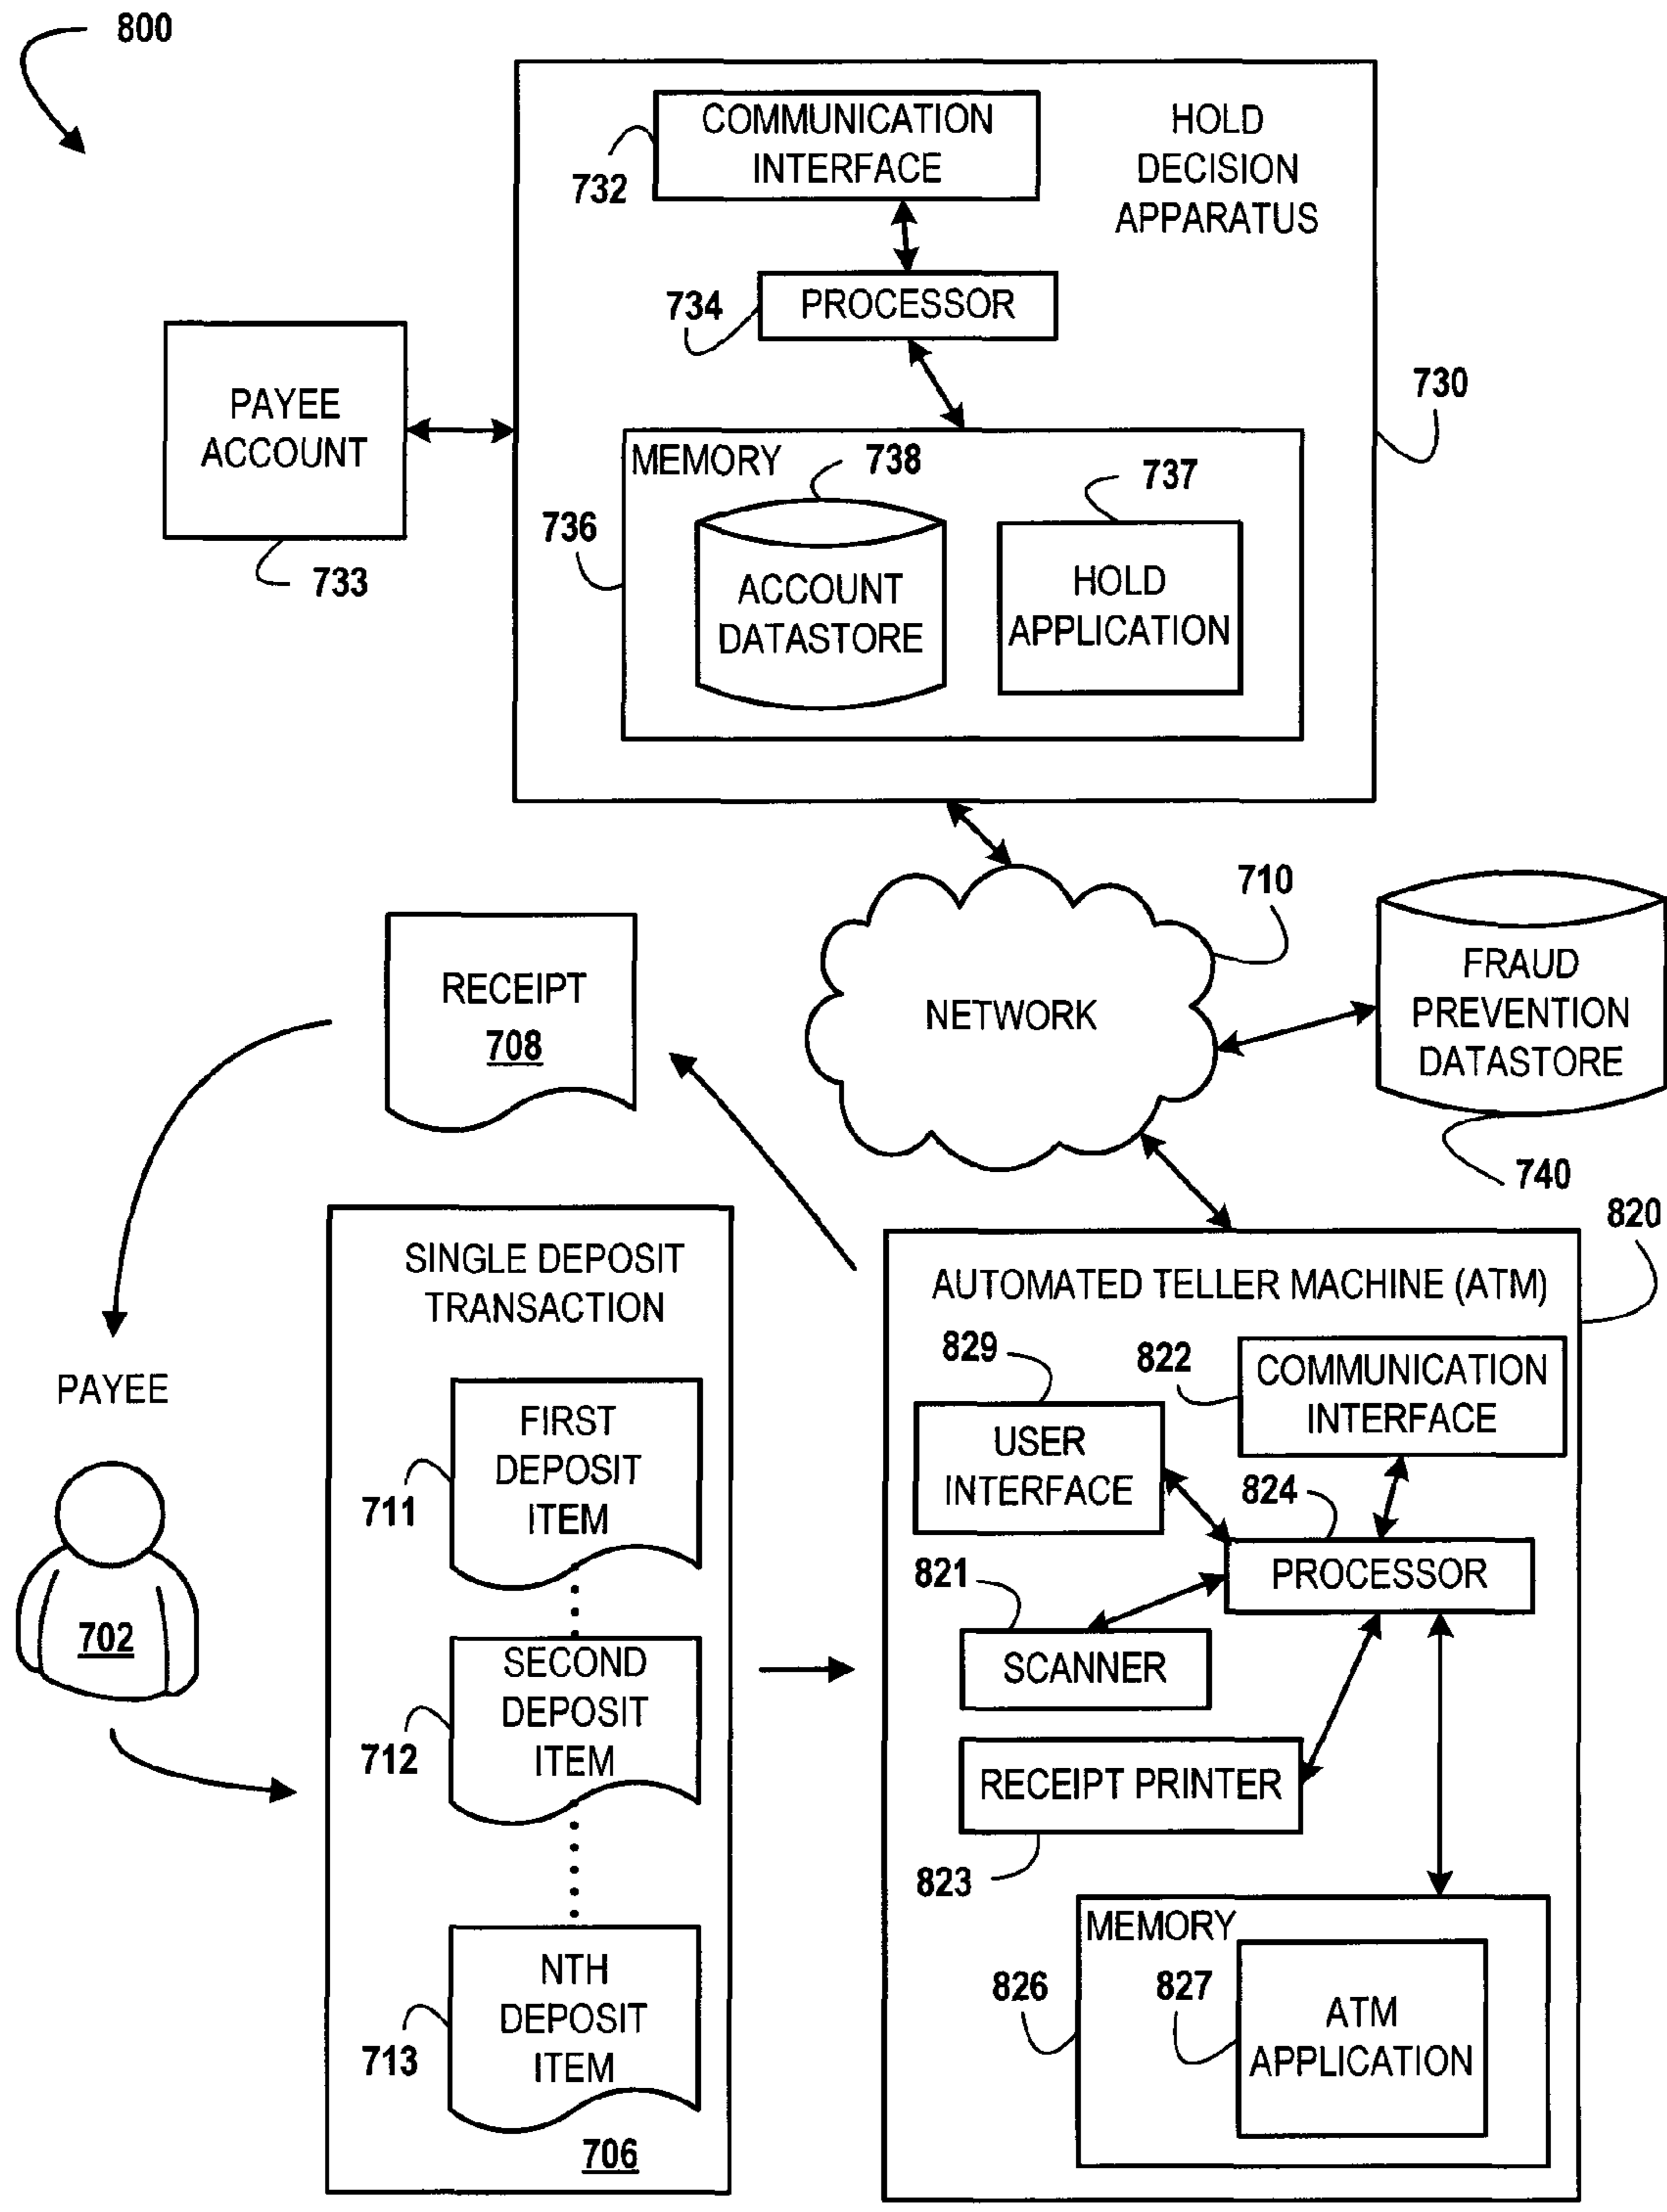 800
COMMUNICATION
INTERFACE
732
HOLD
DECISION
APPARATUS
734
PROCESSOR
730
PAYEE
ACCOUNT
733
MEMORY
738
737
736
ACCOUNT
DATASTORE
HOLD
APPLICATION
710
NETWORK
FRAUD
PREVENTION
DATASTORE
740
RECEIPT
708
PAYEE
702
SINGLE DEPOSIT
TRANSACTION
FIRST
DEPOSIT
ITEM
711
SECOND
DEPOSIT
ITEM
712
NTH
DEPOSIT
ITEM
713
706
820
AUTOMATED TELLER MACHINE (ATM)
829
822
COMMUNICATION
INTERFACE
USER
INTERFACE
824
PROCESSOR
821
SCANNER
RECEIPT PRINTER
823
MEMORY
826
827
ATM
APPLICATION